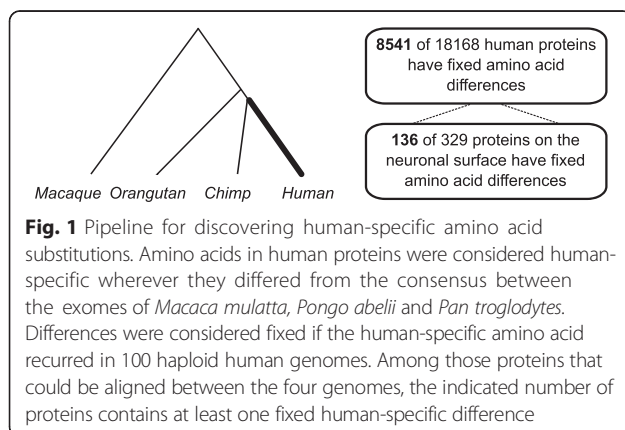 8541 of 18168 human proteins
have fixed amino acid
differences
136 of 329 proteins on the
neuronal surface have fixed
amino acid differences
Macaque Orangutan Chimp Human
Fig. 1 Pipeline for discovering human-specific amino acid
substitutions. Amino acids in human proteins were considered human-
specific wherever they differed from the consensus between
the exomes of Macaca mulatta, Pongo abelii and Pan troglodytes.
Differences were considered fixed if the human-specific amino acid
recurred in 100 haploid human genomes. Among those proteins that
could be aligned between the four genomes, the indicated number of
proteins contains at least one fixed human-specific difference